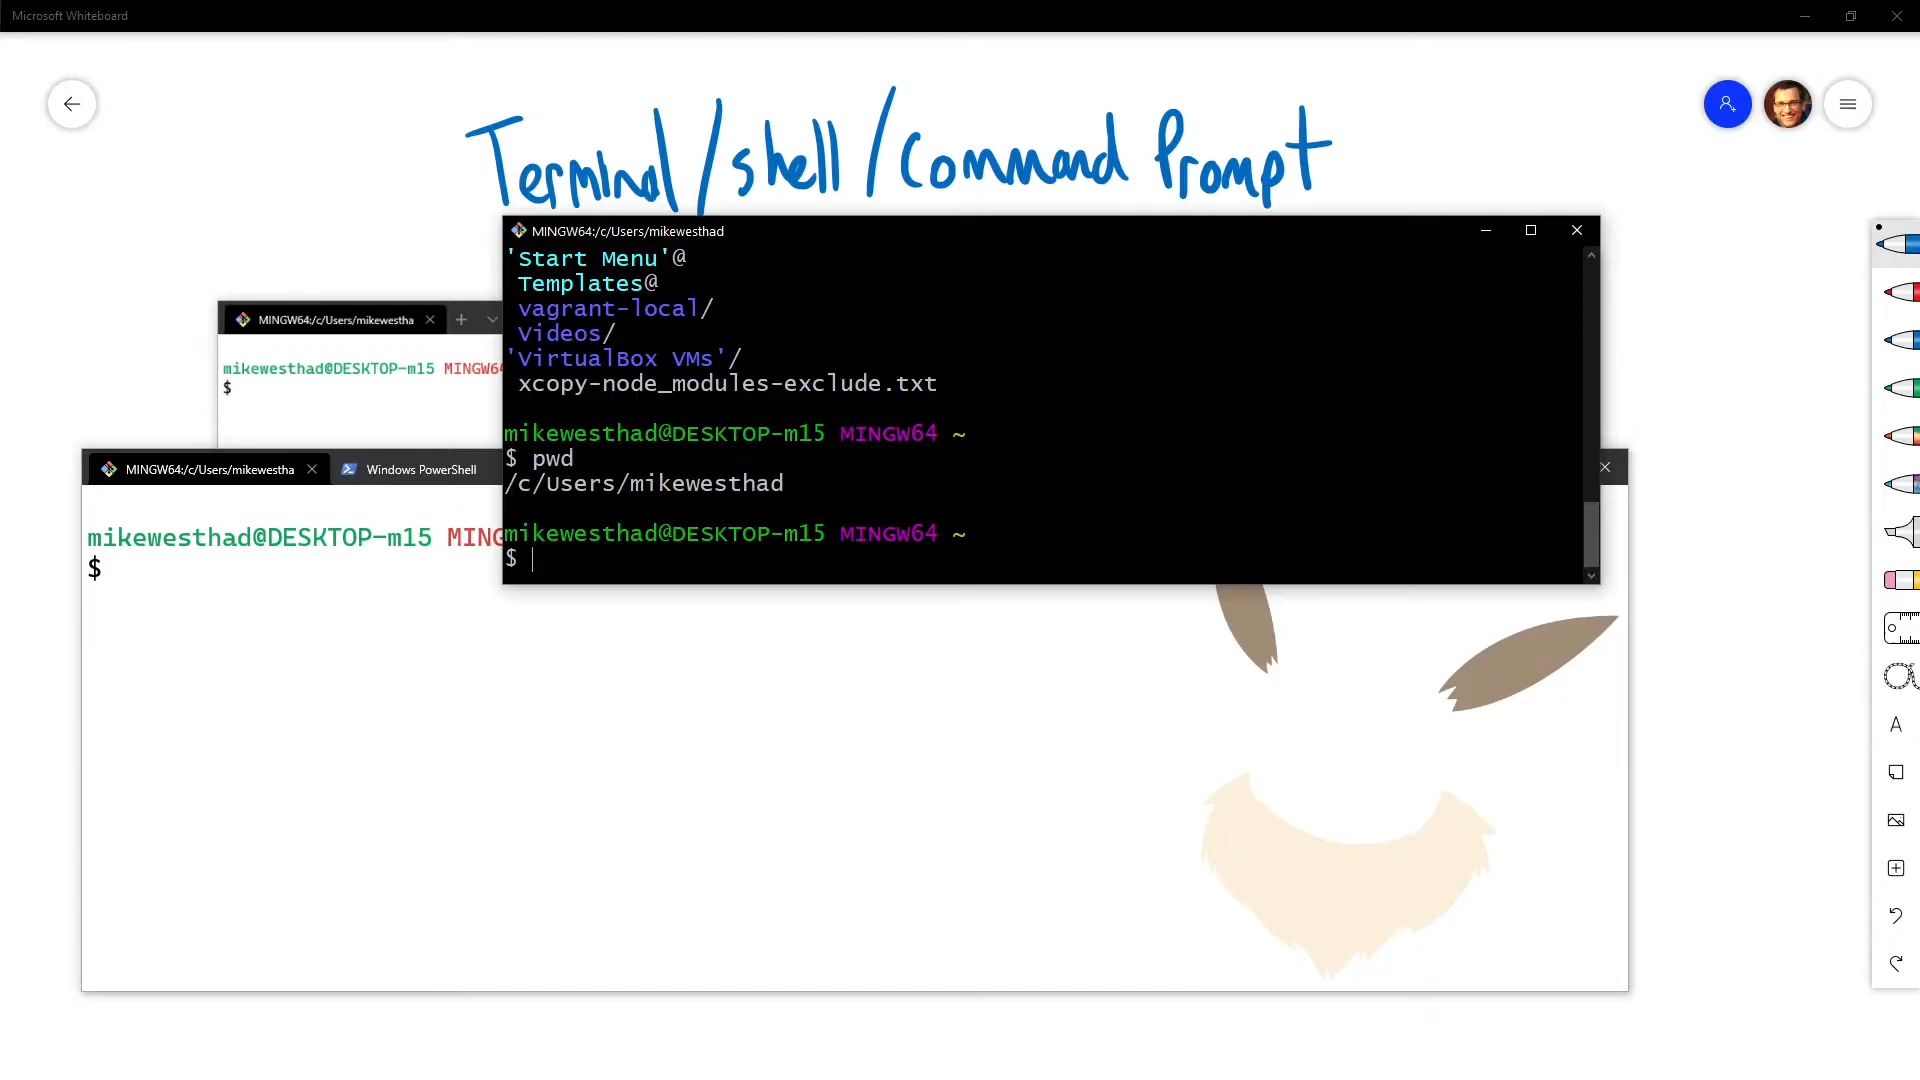 Microsoft Whiteboard
Terminal/shell/Command Prompt
MINGW64:/c/Users/mikewesthad
'Start Menu'@
Templates@
vagrant-local/
Videos/
'VirtualBox VMs'/
xcopy-node_modules-exclude.txt
mikewesthad@DESKTOP-m15 MINGW64 ~
$ pwd
/c/Users/mikewesthad
mikewesthad@DESKTOP-m15 MINGW64 ~
$
MINGW64:/c/Users/mikewestha
mikewesthad@DESKTOP-m15 MINGW64
$
MINGW64:/c/Users/mikewestha
Windows PowerShell
mikewesthad@DESKTOP-m15 MING
$
A